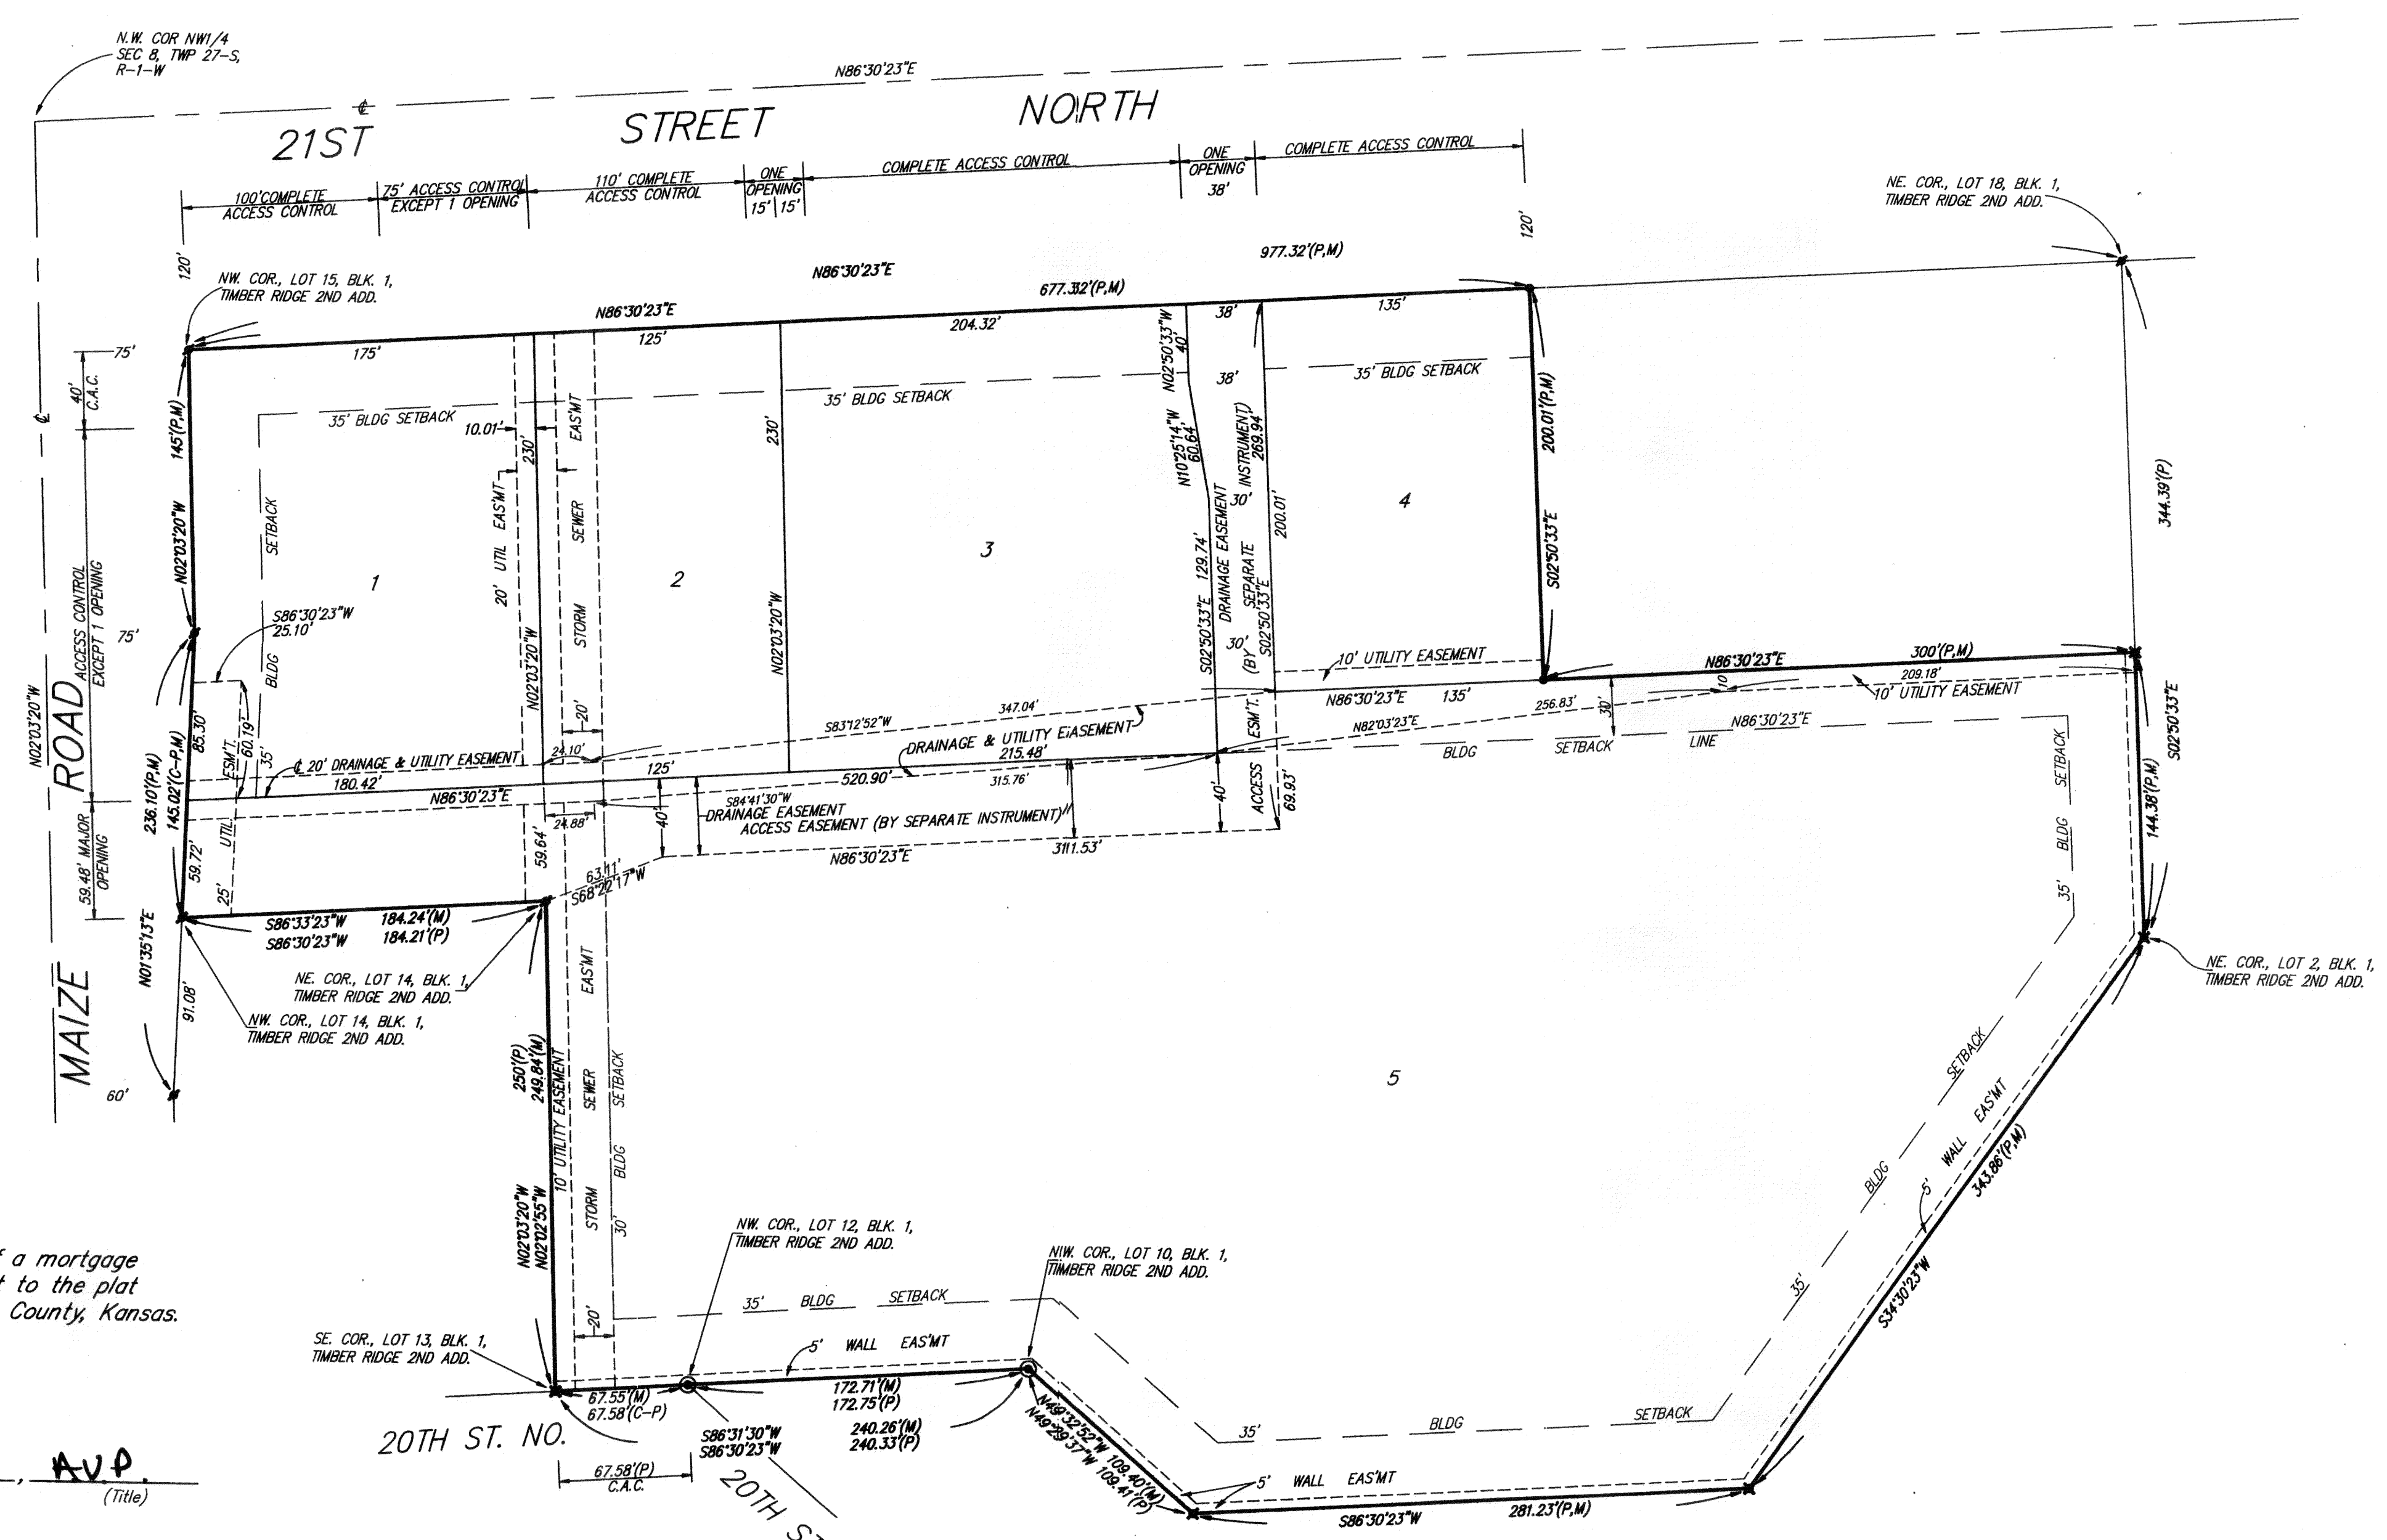 N.W. COR NW1/4
SEC 8, TWP 27-S,
R-1-W
N86°30'23"E
℄
21ST STREET NORTH
100' COMPLETE
ACCESS CONTROL
75' ACCESS CONTROL
EXCEPT 1 OPENING
110' COMPLETE
ACCESS CONTROL
ONE
OPENING
15' 15'
COMPLETE ACCESS CONTROL
ONE
OPENING
38'
COMPLETE ACCESS CONTROL
NE. COR., LOT 18, BLK. 1,
TIMBER RIDGE 2ND ADD.
120'
120'
NW. COR., LOT 15, BLK. 1,
TIMBER RIDGE 2ND ADD.
N86°30'23"E
977.32'(P,M)
N86°30'23"E
677.32'(P,M)
175'
125'
204.32'
38'
135'
75'
40'
C.A.C.
℄
145'(P,M)
N02°03'20"W
35' BLDG SETBACK
35' BLDG SETBACK
35' BLDG SETBACK
10.01'
230'
EAS'MT
SEWER
STORM
20' UTIL EAS'MT
N02°03'20"W
230'
N02°03'20"W
N02°50'33"W
40'
38'
N10°25'14"W
60.64'
S02°50'33"E 129.74'
DRAINAGE EASEMENT
(BY SEPARATE INSTRUMENT)
30'
30'
269.94'
S02°50'33"E
200.01'
200.01'(P,M)
S02°50'33"E
344.39'(P)
SETBACK
BLDG
35'
1
2
3
4
S86°30'23"W
25.10'
75'
N02°03'20"W
MAIZE ROAD
ACCESS CONTROL
EXCEPT 1 OPENING
59.48' MAJOR
OPENING
236.10'(P,M)
145.02'(C-P,M)
85.30'
59.72'
60.19'
UTIL ESM'T.
25'
℄ 20' DRAINAGE & UTILITY EASEMENT
180.42'
N86°30'23"E
20'
24.10'
125'
S83°12'52"W
347.04'
DRAINAGE & UTILITY EASEMENT
215.48'
520.90'
315.76'
S84°41'30"W
24.88'
59.64'
40'
DRAINAGE EASEMENT
ACCESS EASEMENT (BY SEPARATE INSTRUMENT)
N86°30'23"E
311.53'
63.11'
S68°22'17"W
40'
ACCESS ESM'T.
69.93'
10' UTILITY EASEMENT
N86°30'23"E 135'
N86°30'23"E
300'(P,M)
209.18'
10'
10' UTILITY EASEMENT
256.83'
30'
N82°03'23"E
N86°30'23"E
BLDG SETBACK LINE
S02°50'33"E
144.38'(P,M)
SETBACK
BLDG
35'
S86°33'23"W 184.24'(M)
S86°30'23"W 184.21'(P)
N01°35'13"E
91.08'
60'
NE. COR., LOT 14, BLK. 1,
TIMBER RIDGE 2ND ADD.
NW. COR., LOT 14, BLK. 1,
TIMBER RIDGE 2ND ADD.
NE. COR., LOT 2, BLK. 1,
TIMBER RIDGE 2ND ADD.
250'(P)
249.84'(M)
N02°03'20"W
N02°02'55"W
10' UTILITY EASEMENT
STORM SEWER EAS'MT
30' BLDG SETBACK
20'
5
SETBACK
BLDG
35'
5' WALL EAS'MT
343.86'(P,M)
S34°30'23"W
a mortgage
to the plat
County, Kansas.
NW. COR., LOT 12, BLK. 1,
TIMBER RIDGE 2ND ADD.
NW. COR., LOT 10, BLK. 1,
TIMBER RIDGE 2ND ADD.
35' BLDG SETBACK
SE. COR., LOT 13, BLK. 1,
TIMBER RIDGE 2ND ADD.
5' WALL EAS'MT
67.55'(M)
67.58'(C-P)
172.71'(M)
172.75'(P)
S86°31'30"W 240.26'(M)
S86°30'23"W 240.33'(P)
20TH ST. NO.
67.58'(P)
C.A.C.
N49°32'52"W 109.40'(M)
N49°29'37"W 109.41'(P)
35' BLDG SETBACK
5' WALL EAS'MT
S86°30'23"W
281.23'(P,M)
20TH
A.V.P.
(Title)